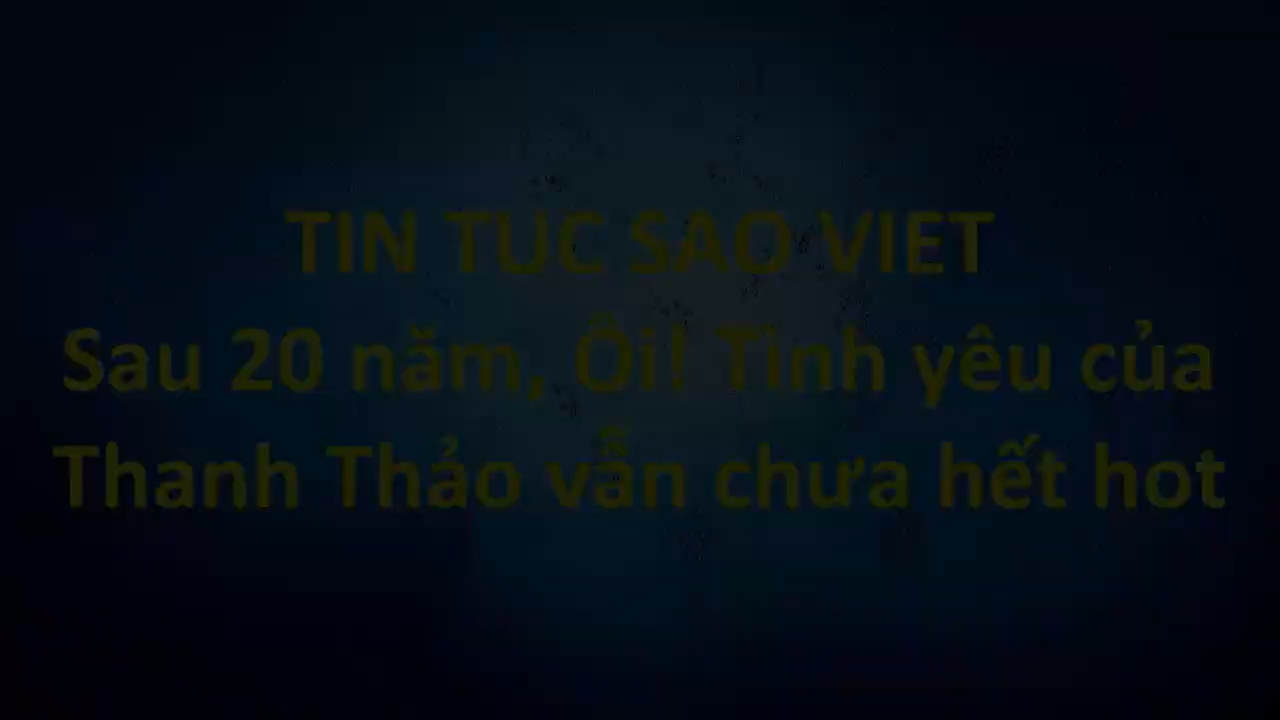 TIN TUC SAO VIET
Sau 20 năm, Ôi! Tình yêu của
Thanh Thảo vẫn chưa hết hot